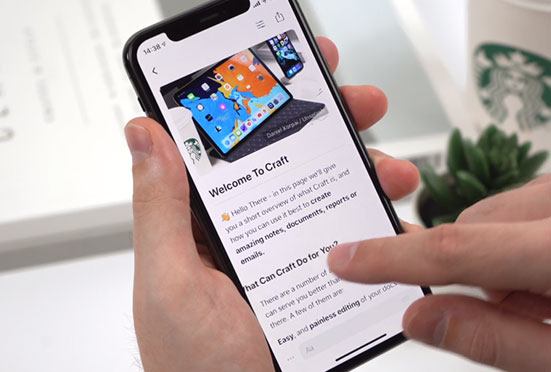 14:38
Daniel Korpai / Unsplash
Welcome To Craft
👋 Hello There - in this page we'll give
you a short overview of what Craft is, and
how you can use it best to create
amazing notes, documents, reports or
emails.
What Can Craft Do for You?
There are a number of
can serve you better than
there. A few of them are:
Easy, and painless editing of your
Aa